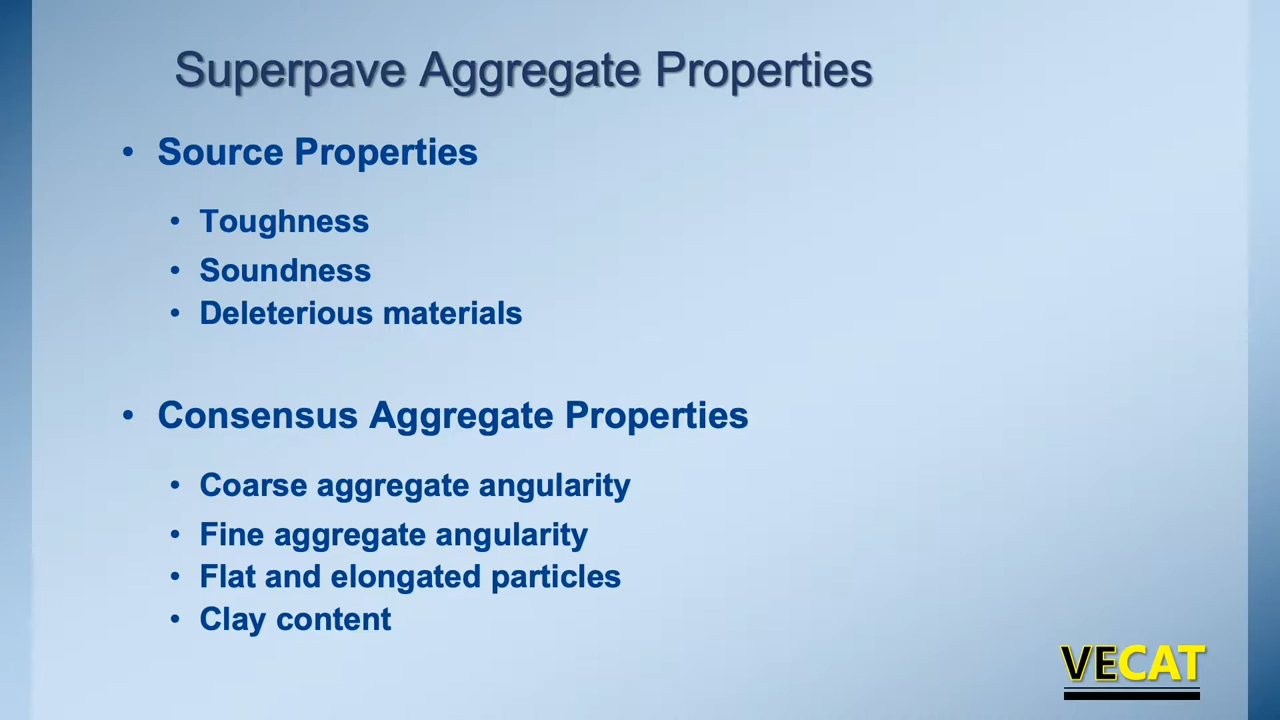 Superpave Aggregate Properties
• Source Properties
• Toughness
• Soundness
• Deleterious materials
• Consensus Aggregate Properties
• Coarse aggregate angularity
• Fine aggregate angularity
• Flat and elongated particles
• Clay content
VECAT